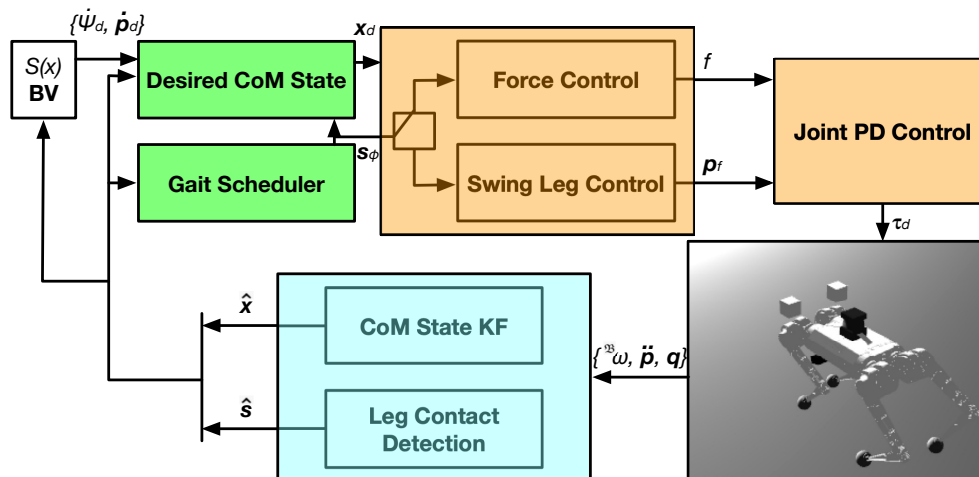 {ψ̇d, ṗd}
S(x)
BV
Desired CoM State
xd
Force Control
f
Joint PD Control
sϕ
Gait Scheduler
Swing Leg Control
pf
τd
x̂
CoM State KF
{𝔅ω, p̈, q}
ŝ
Leg Contact
Detection